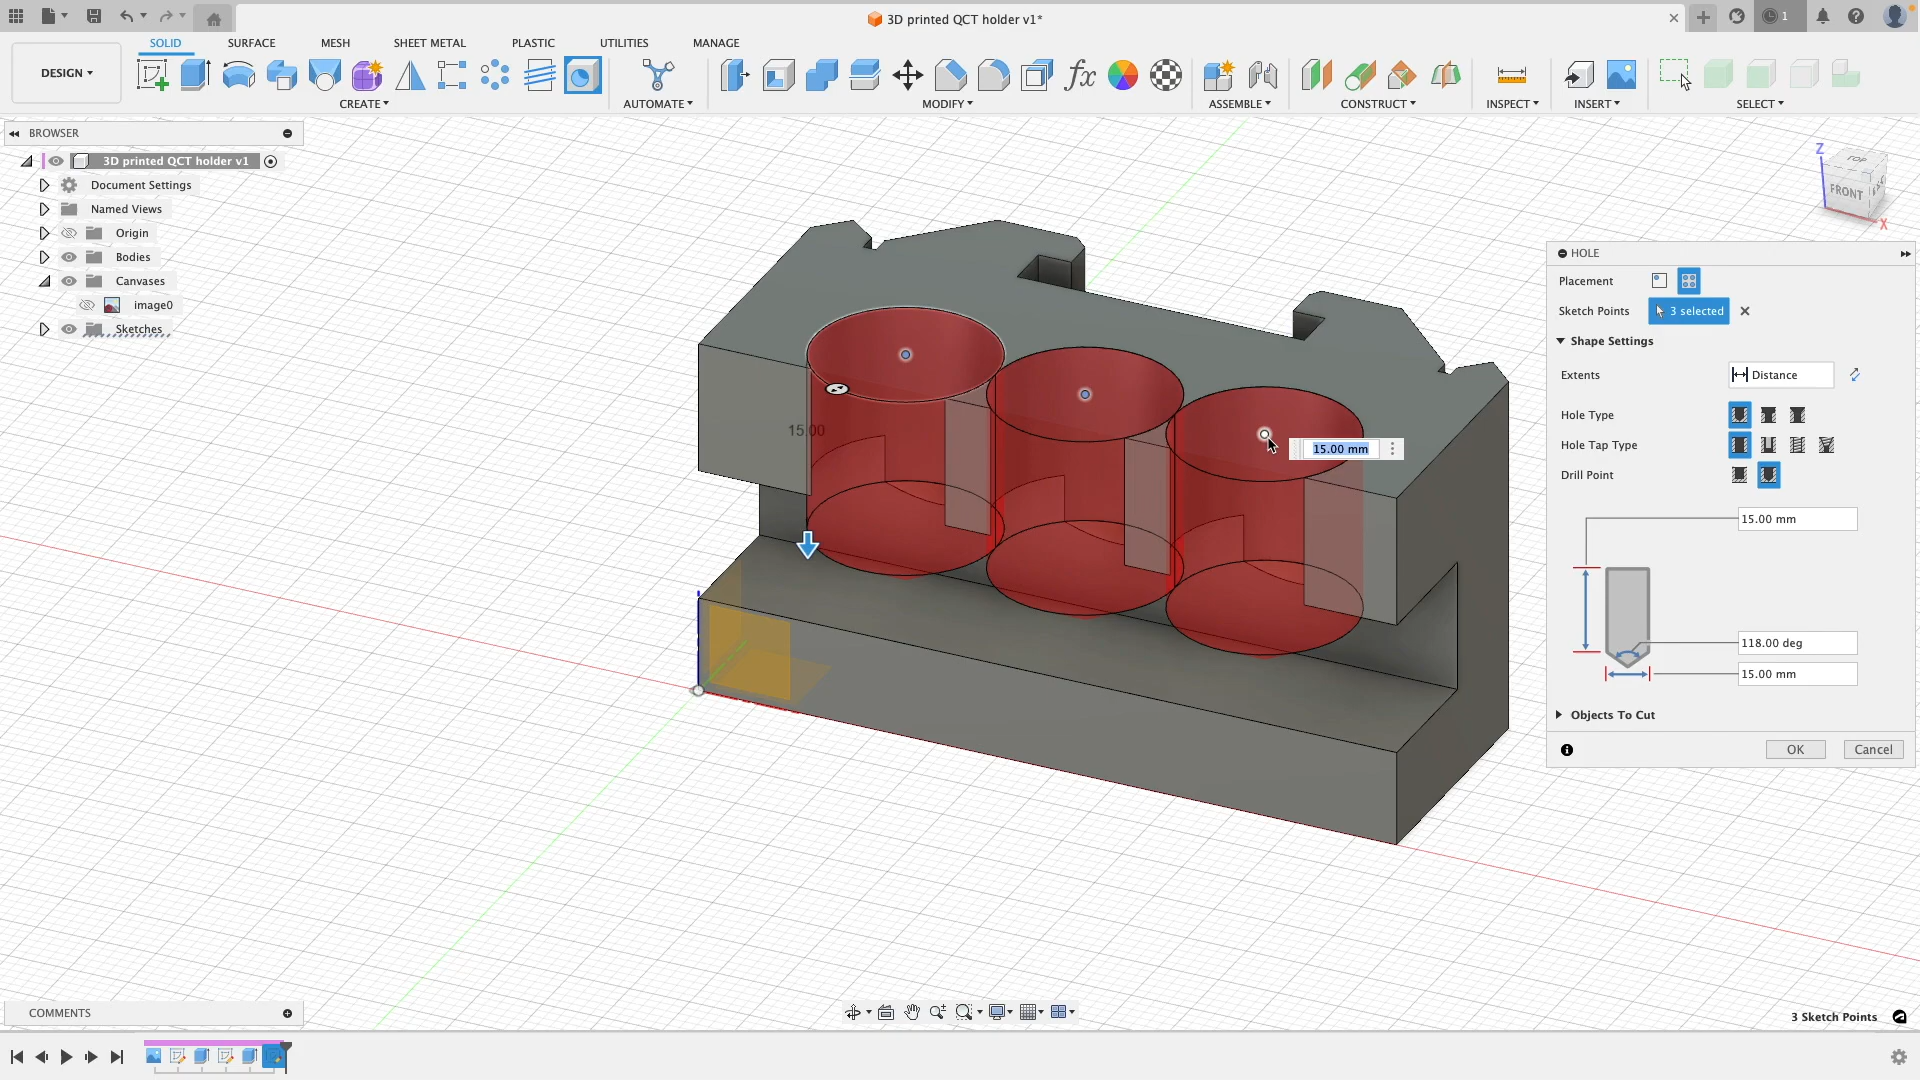 3D printed QCT holder v1*
1
SOLID SURFACE MESH SHEET METAL PLASTIC UTILITIES MANAGE
DESIGN
CREATE AUTOMATE MODIFY ASSEMBLE CONSTRUCT INSPECT INSERT SELECT
BROWSER
3D printed QCT holder v1
Document Settings
Named Views
Origin
Bodies
Canvases
image0
Sketches
Z
TOP
FRONT
X
15.00
15.00 mm
HOLE
Placement
Sketch Points 3 selected
Shape Settings
Extents Distance
Hole Type
Hole Tap Type
Drill Point
15.00 mm
118.00 deg
15.00 mm
Objects To Cut
OK Cancel
COMMENTS
3 Sketch Points